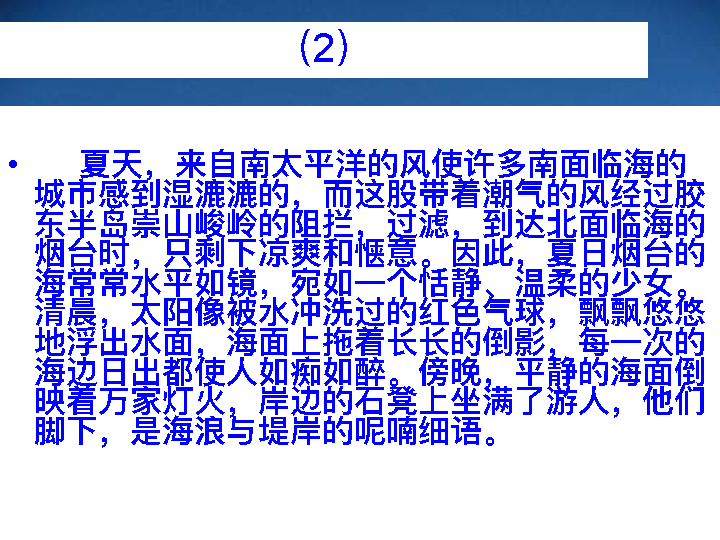 （2）
• 夏天，来自南太平洋的风使许多南面临海的
城市感到湿漉漉的，而这股带着潮气的风经过胶
东半岛崇山峻岭的阻拦，过滤，到达北面临海的
烟台时，只剩下凉爽和惬意。因此，夏日烟台的
海常常水平如镜，宛如一个恬静、温柔的少女。
清晨，太阳像被水冲洗过的红色气球，飘飘悠悠
地浮出水面，海面上拖着长长的倒影，每一次的
海边日出都使人如痴如醉。傍晚，平静的海面倒
映着万家灯火，岸边的石凳上坐满了游人，他们
脚下，是海浪与堤岸的呢喃细语。